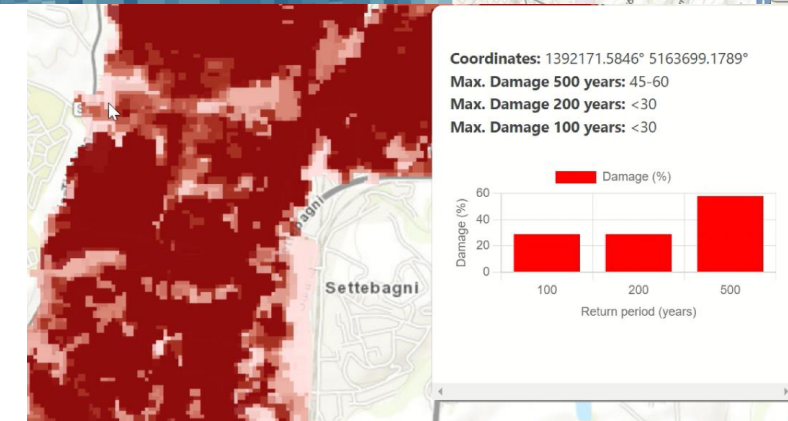 Coordinates: 1392171.5846° 5163699.1789°
Max. Damage 500 years: 45-60
Max. Damage 200 years: <30
Max. Damage 100 years: <30
Damage (%)
Damage (%)
60
40
20
0
100
200
500
Return period (years)
Settebagni